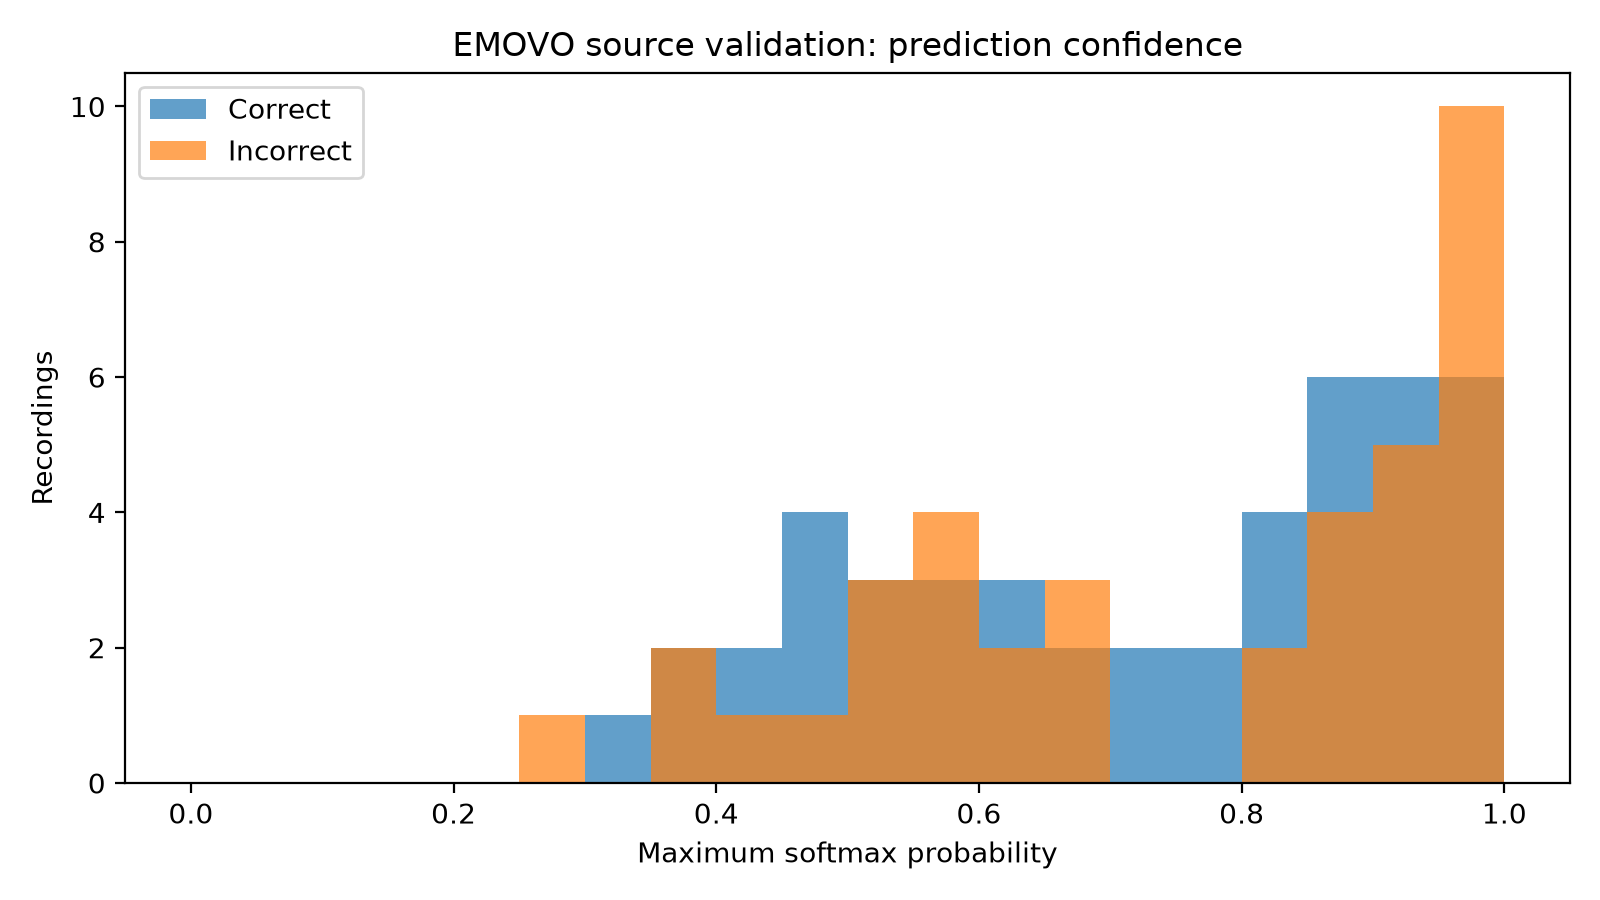 EMOVO source validation: prediction confidence
Correct
Incorrect
10
8
6
4
2
0
Recordings
0.0 0.2 0.4 0.6 0.8 1.0
Maximum softmax probability